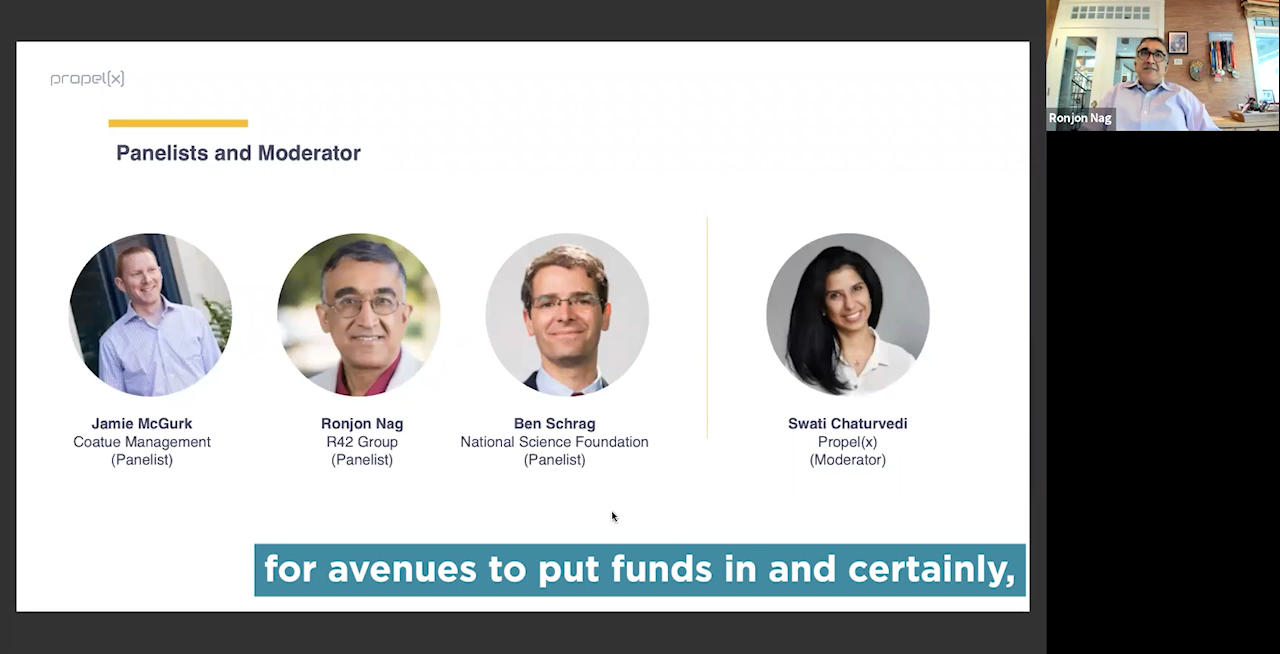 propel(x)
Panelists and Moderator
Jamie McGurk
Coatue Management
(Panelist)
Ronjon Nag
R42 Group
(Panelist)
Ben Schrag
National Science Foundation
(Panelist)
Swati Chaturvedi
Propel(x)
(Moderator)
for avenues to put funds in and certainly,
Ronjon Nag